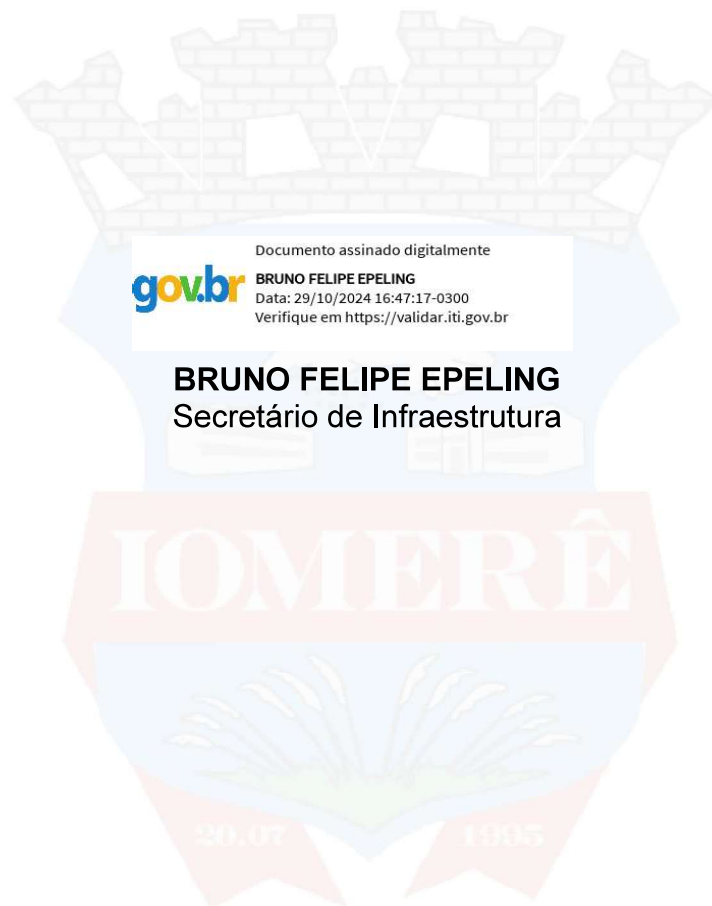 Documento assinado digitalmente
gov.br
BRUNO FELIPE EPELING
Data: 29/10/2024 16:47:17-0300
Verifique em https://validar.iti.gov.br
BRUNO FELIPE EPELING
Secretário de Infraestrutura
IOMERÊ
20.07
1995